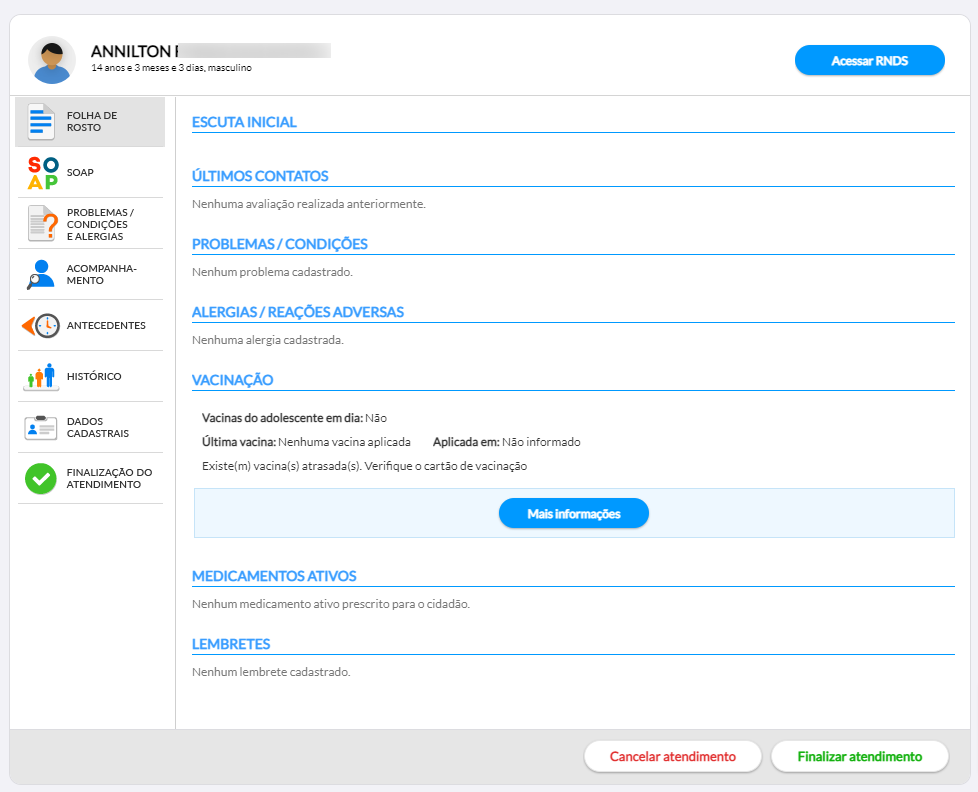 ANNILTON
14 anos e 3 meses e 3 dias, masculino
Acessar RNDS
FOLHA DE
ROSTO
SOAP
SOAP
PROBLEMAS /
CONDIÇÕES
E ALERGIAS
ACOMPANHA-
MENTO
ANTECEDENTES
HISTÓRICO
DADOS
CADASTRAIS
FINALIZAÇÃO DO
ATENDIMENTO
ESCUTA INICIAL
ÚLTIMOS CONTATOS
Nenhuma avaliação realizada anteriormente.
PROBLEMAS / CONDIÇÕES
Nenhum problema cadastrado.
ALERGIAS / REAÇÕES ADVERSAS
Nenhuma alergia cadastrada.
VACINAÇÃO
Vacinas do adolescente em dia: Não
Última vacina: Nenhuma vacina aplicada Aplicada em: Não informado
Existe(m) vacina(s) atrasada(s). Verifique o cartão de vacinação
Mais informações
MEDICAMENTOS ATIVOS
Nenhum medicamento ativo prescrito para o cidadão.
LEMBRETES
Nenhum lembrete cadastrado.
Cancelar atendimento
Finalizar atendimento